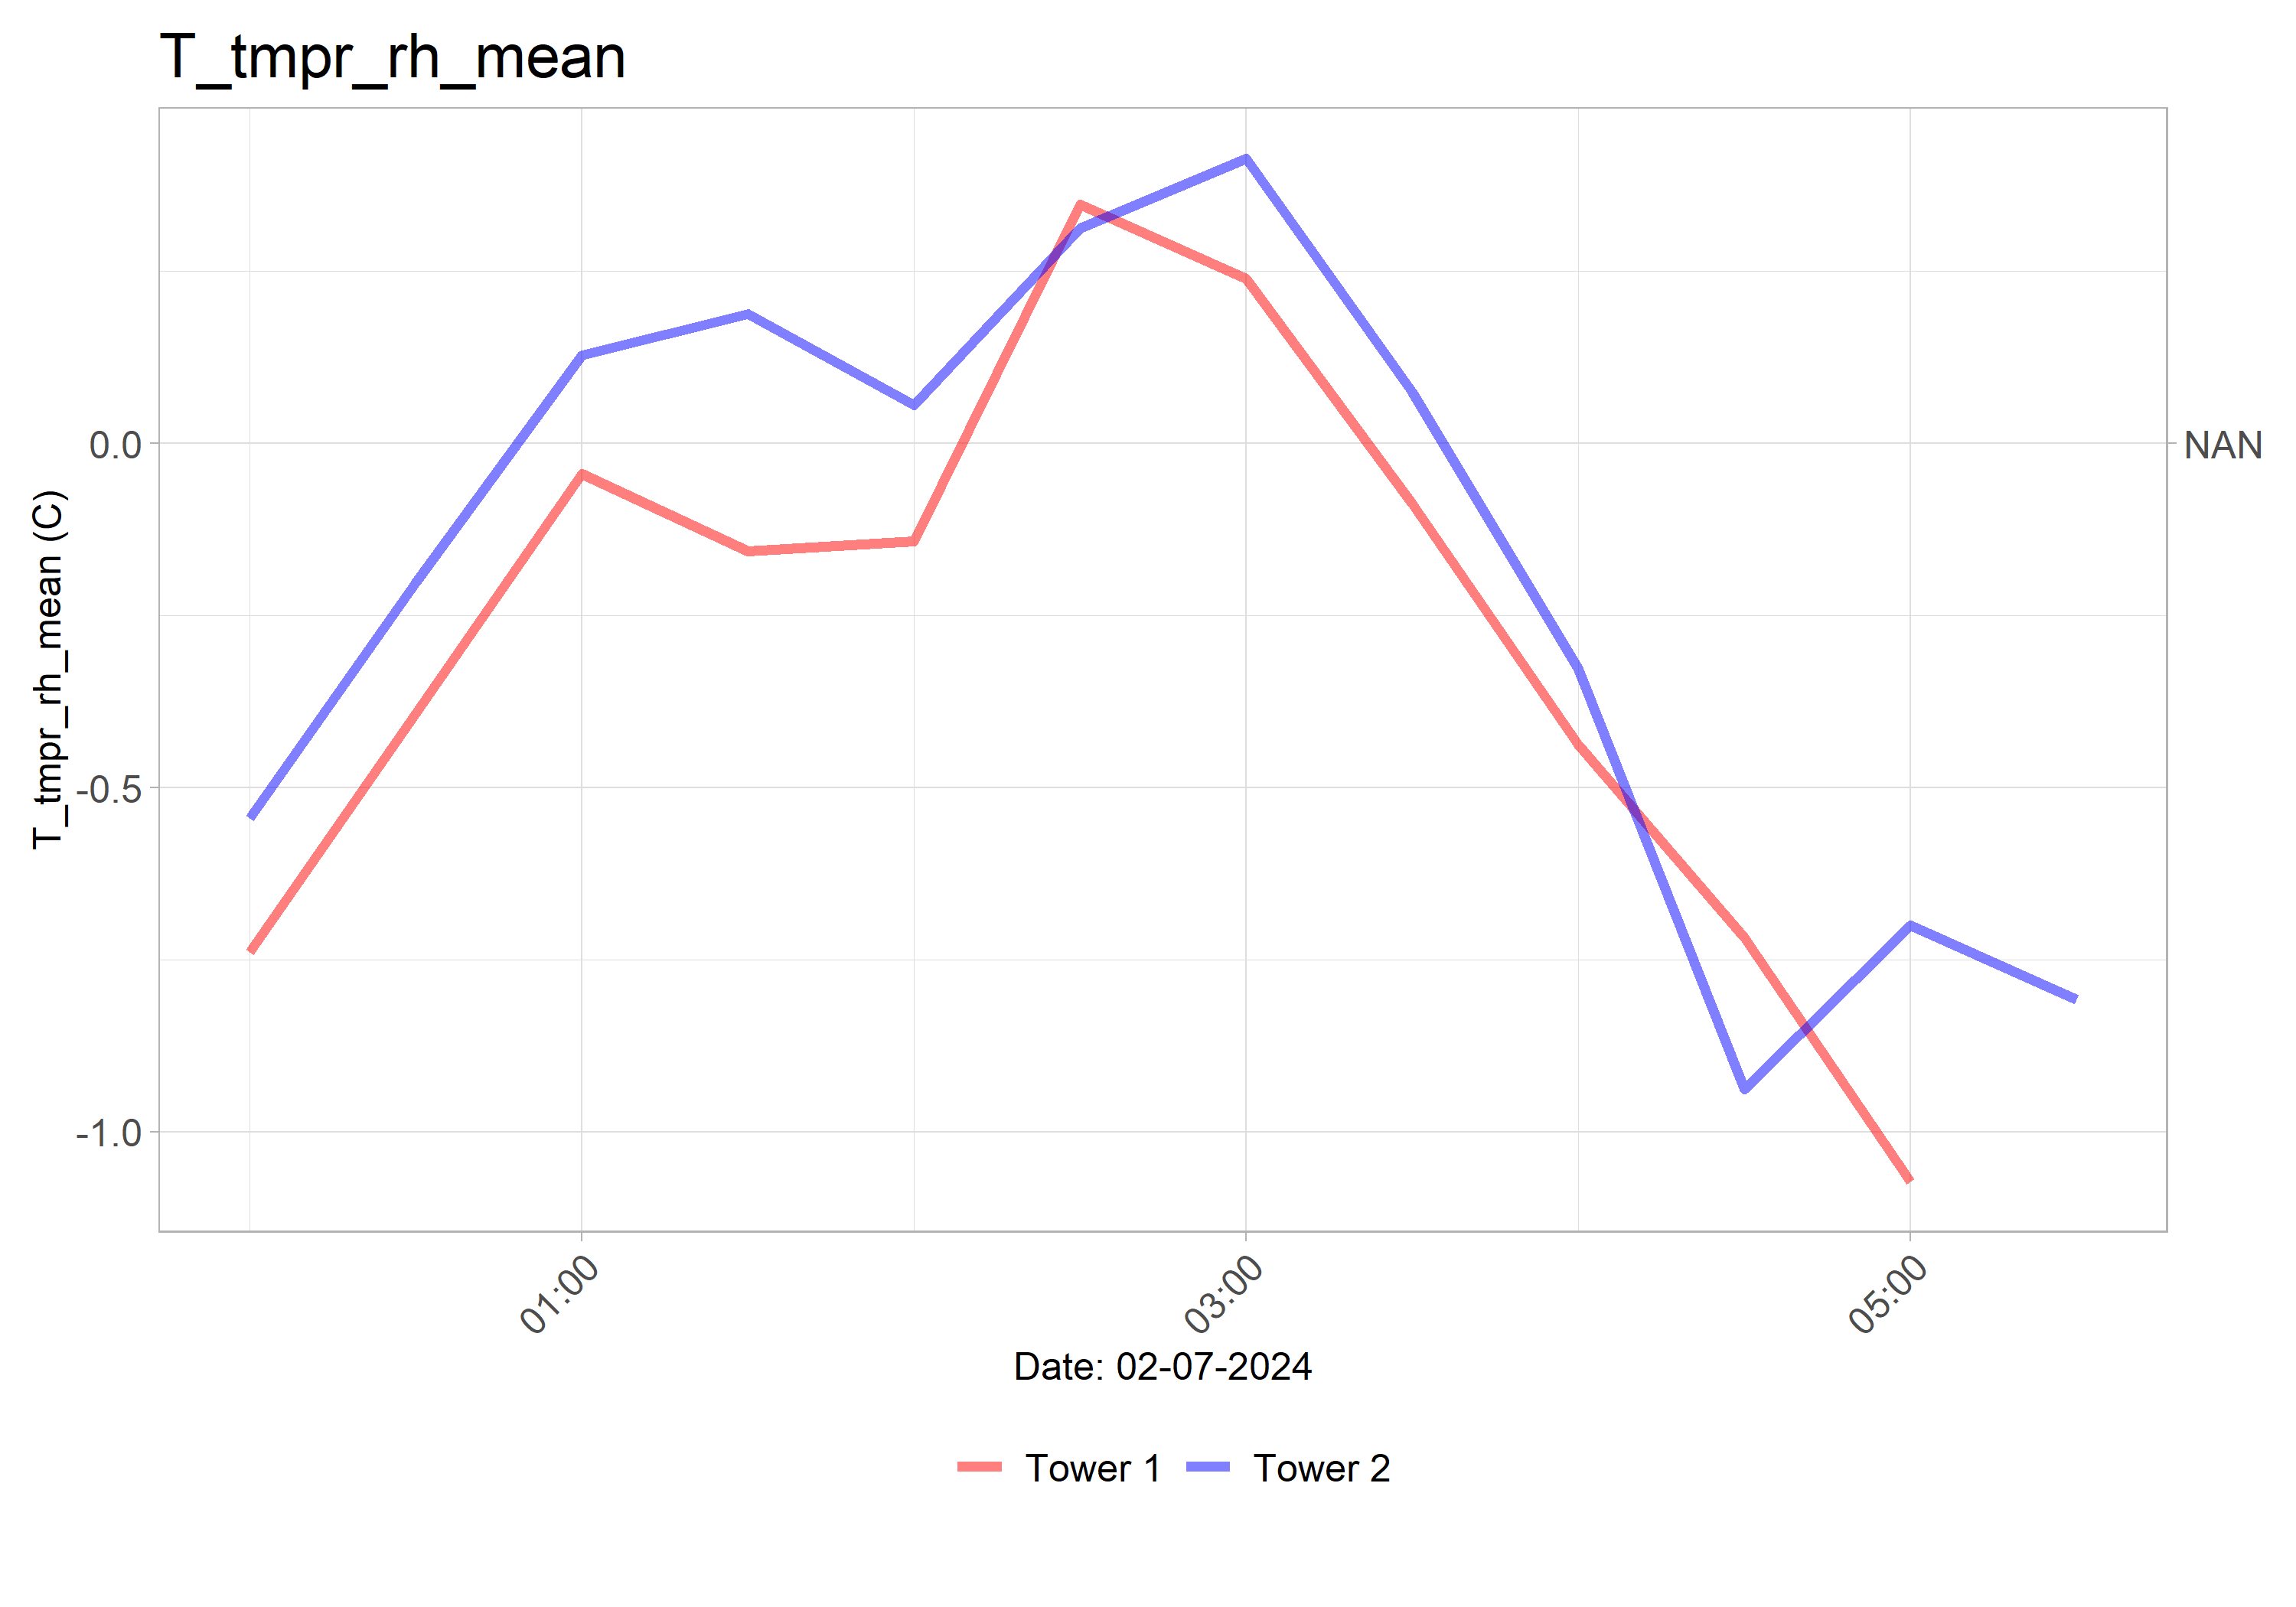 T_tmpr_rh_mean
T_tmpr_rh_mean (C)
0.0
-0.5
-1.0
NAN
01:00
03:00
05:00
Date: 02-07-2024
Tower 1
Tower 2